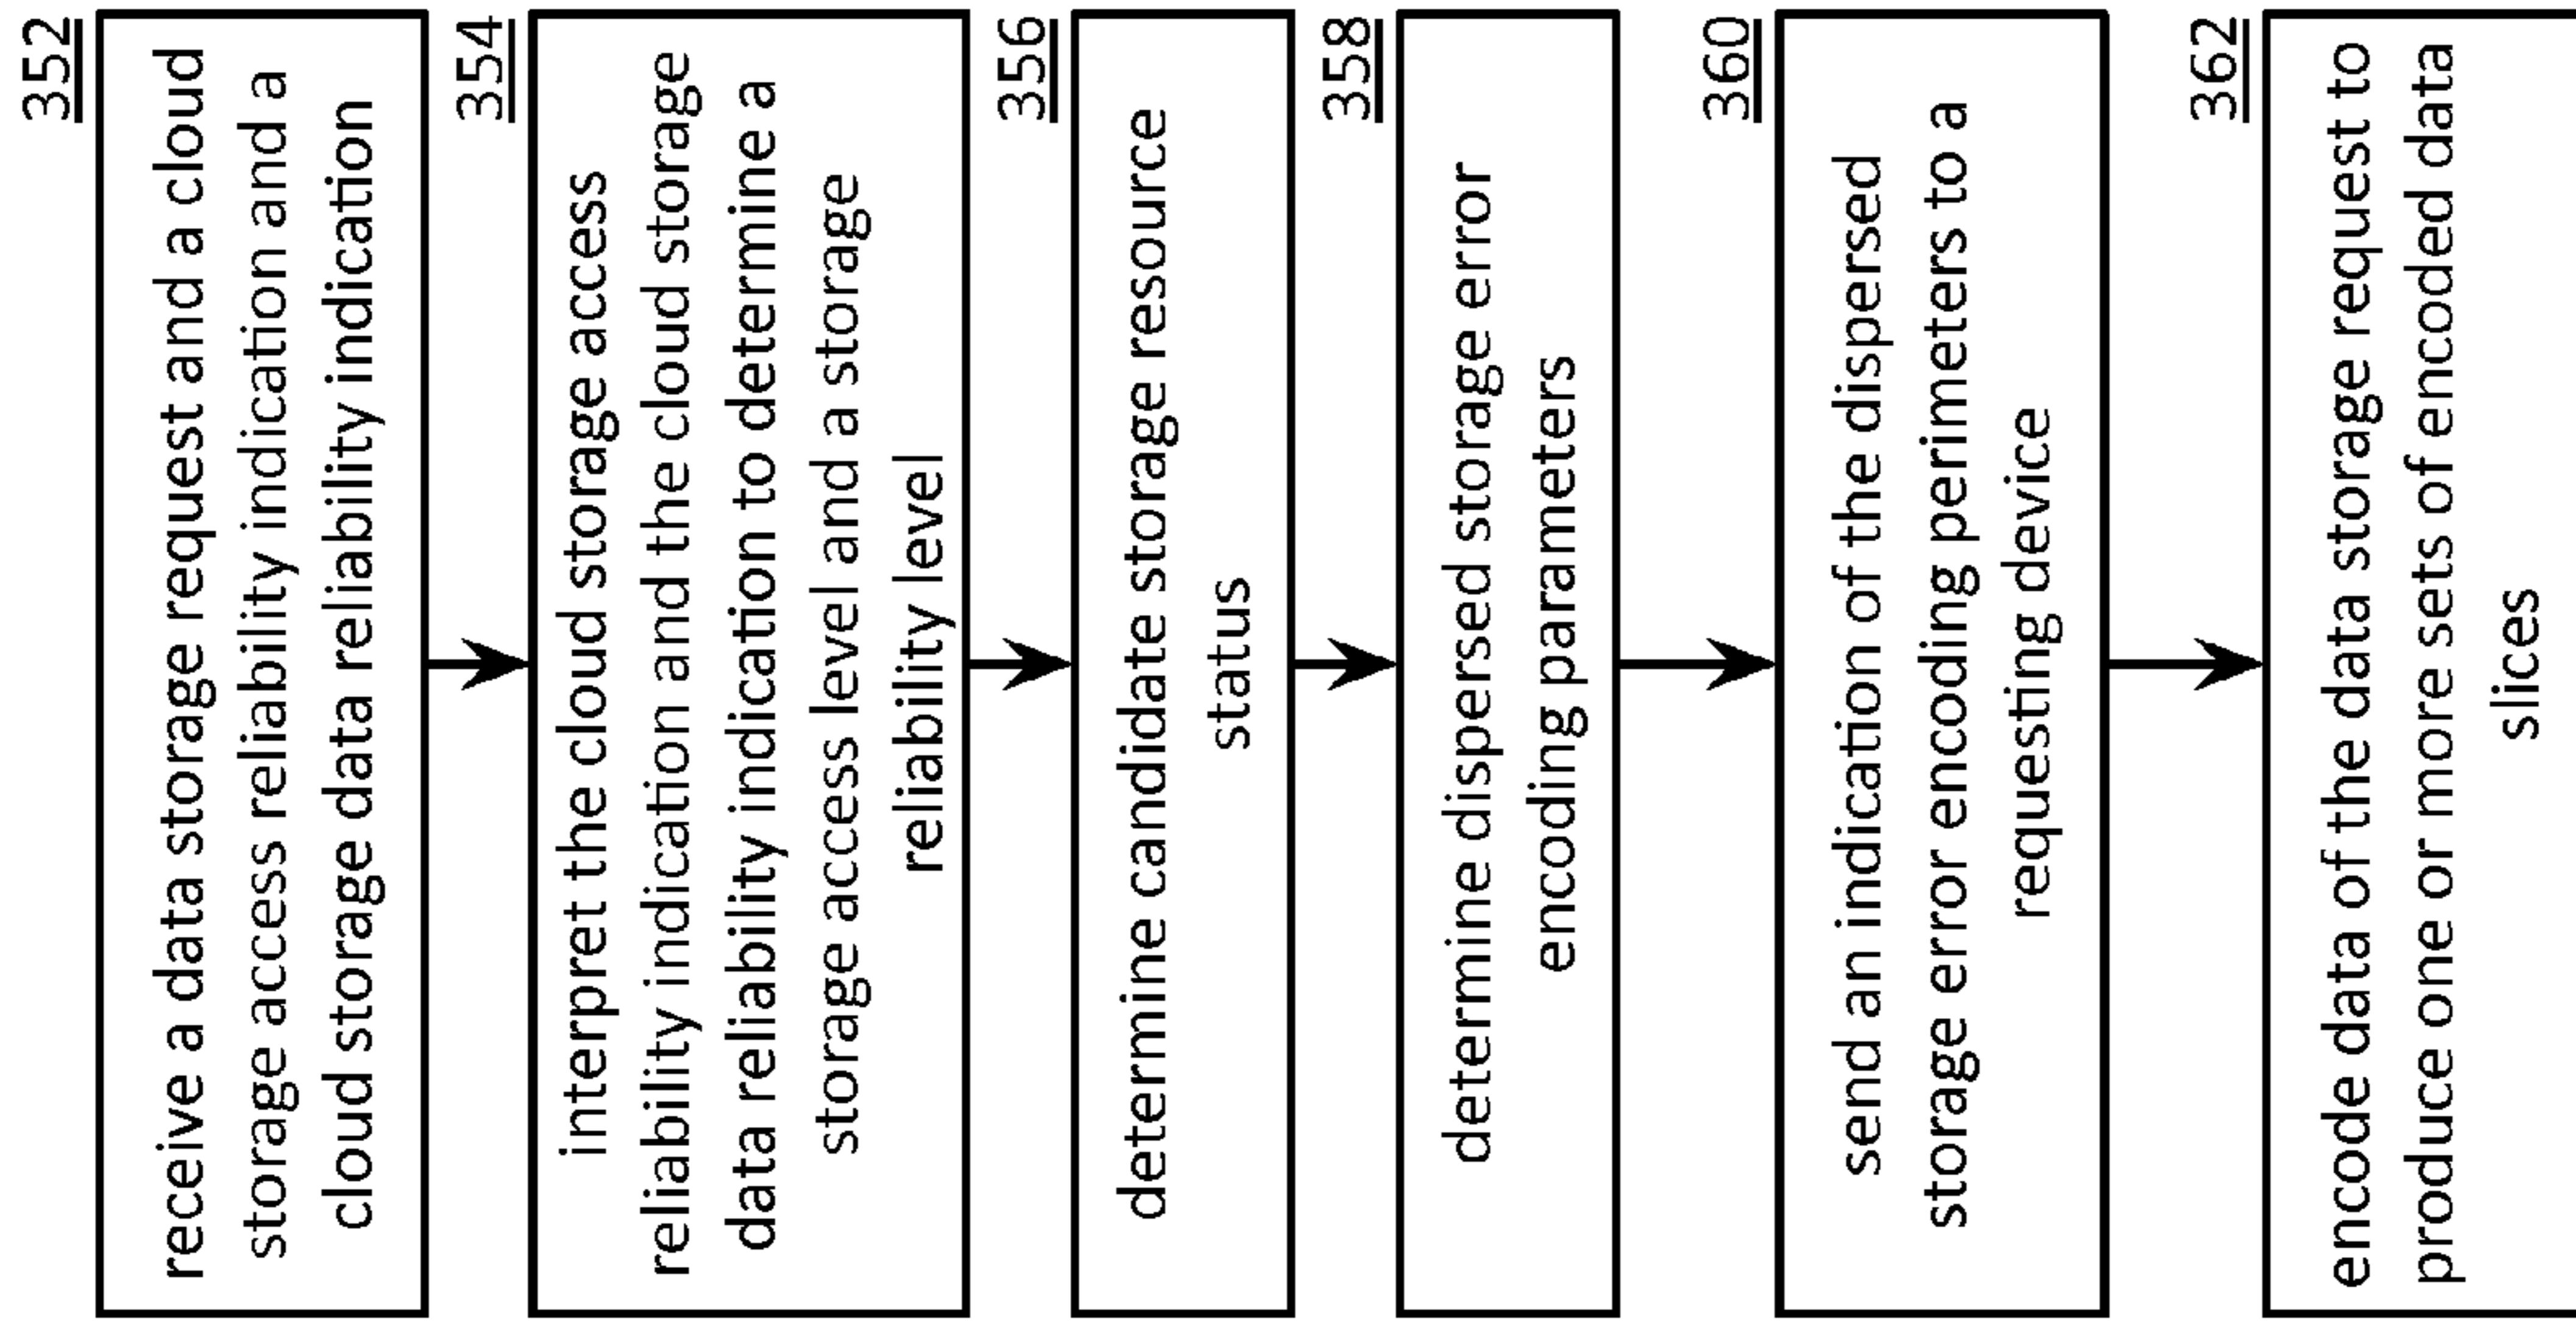 352
receive a data storage request and a cloud
storage access reliability indication and a
cloud storage data reliability indication
354
interpret the cloud storage access
reliability indication and the cloud storage
data reliability indication to determine a
storage access level and a storage
reliability level
356
determine candidate storage resource
status
358
determine dispersed storage error
encoding parameters
360
send an indication of the dispersed
storage error encoding perimeters to a
requesting device
362
encode data of the data storage request to
produce one or more sets of encoded data
slices